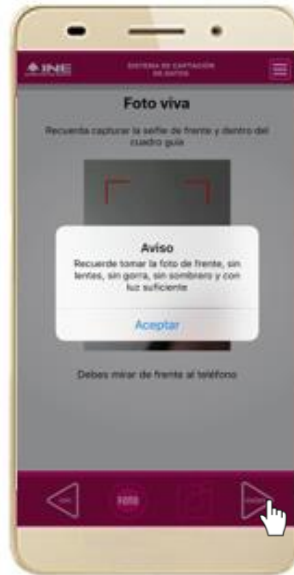 INE
SISTEMA DE CAPTACIÓN
DE DATOS
Foto viva
Recuerda capturar la selfie de frente y dentro del
cuadro guía
Aviso
Recuerde tomar la foto de frente, sin
lentes, sin gorra, sin sombrero y con
luz suficiente
Aceptar
Debes mirar de frente al teléfono